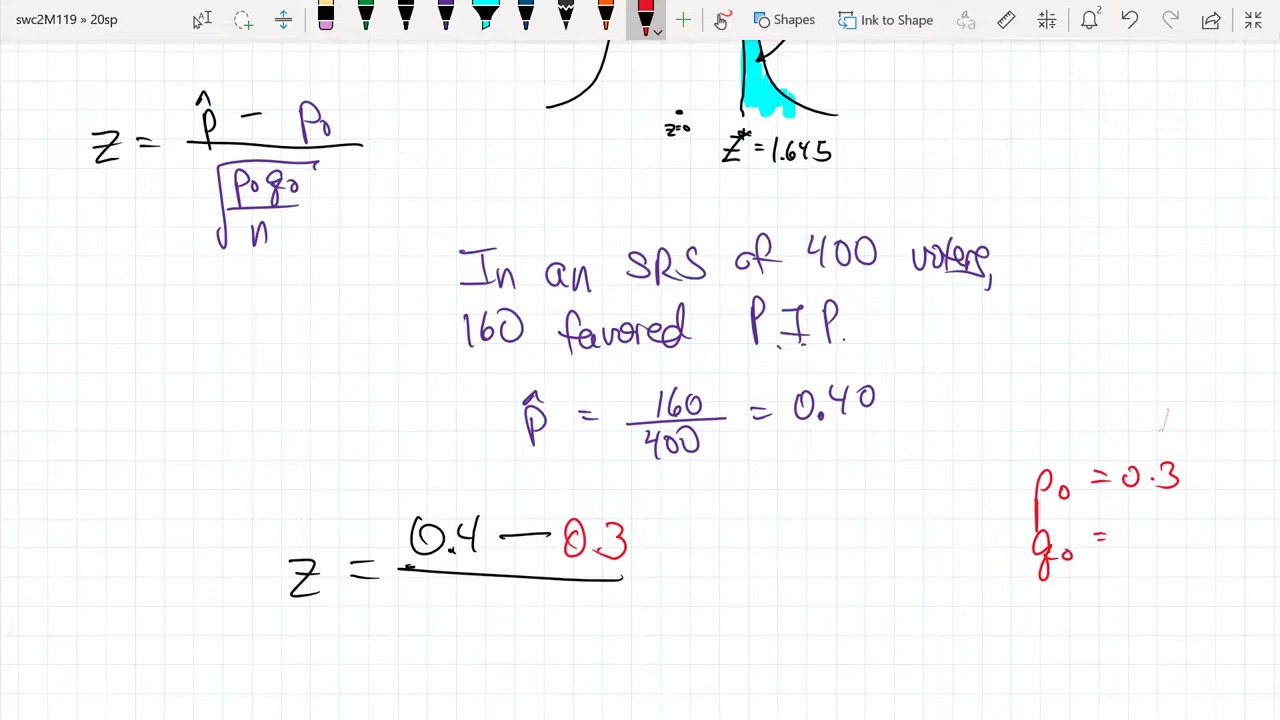 swc2M119 » 20sp
Shapes
Ink to Shape
z = p̂ - p₀ / √(p₀q₀ / n)
z=0
z* = 1.645
In an SRS of 400 voters,
160 favored P.I.P.
p̂ = 160/400 = 0.40
p₀ = 0.3
q₀ =
z = 0.4 — 0.3